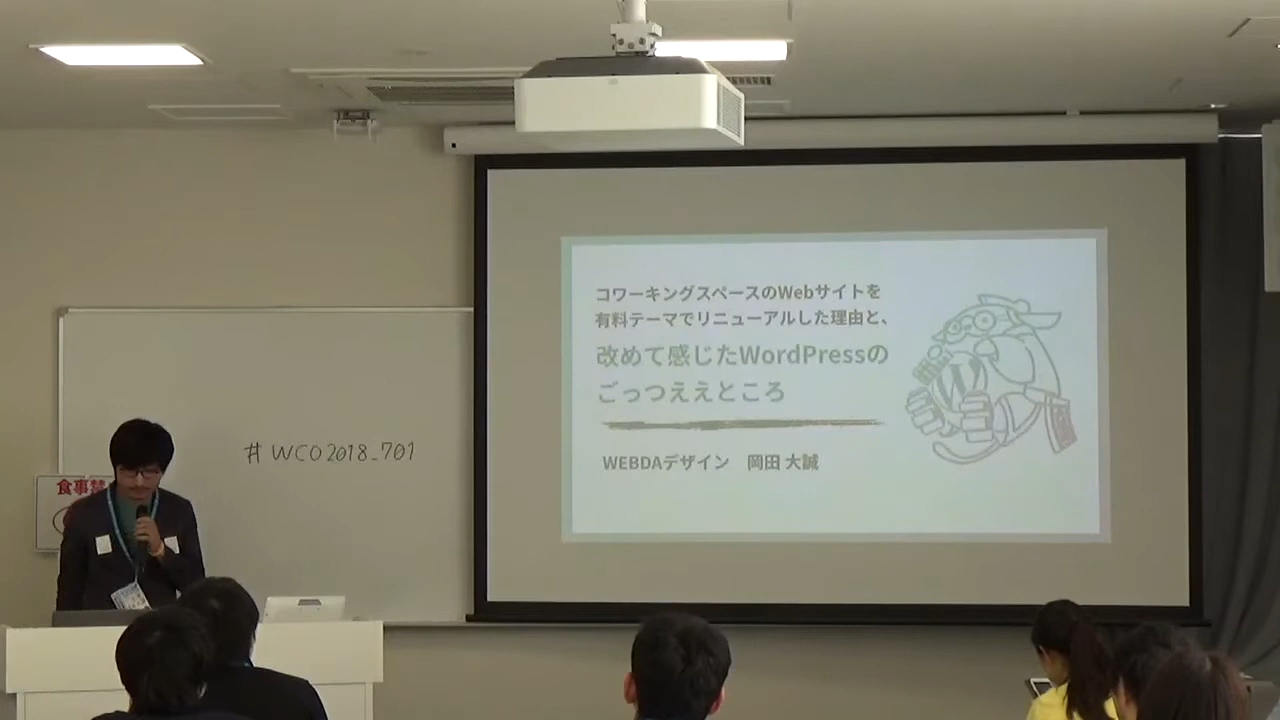 コワーキングスペースのWebサイトを
有料テーマでリニューアルした理由と、
改めて感じたWordPressの
ごっつええところ
WEBDAデザイン 岡田 大誠
#WCO2018_701
食事禁